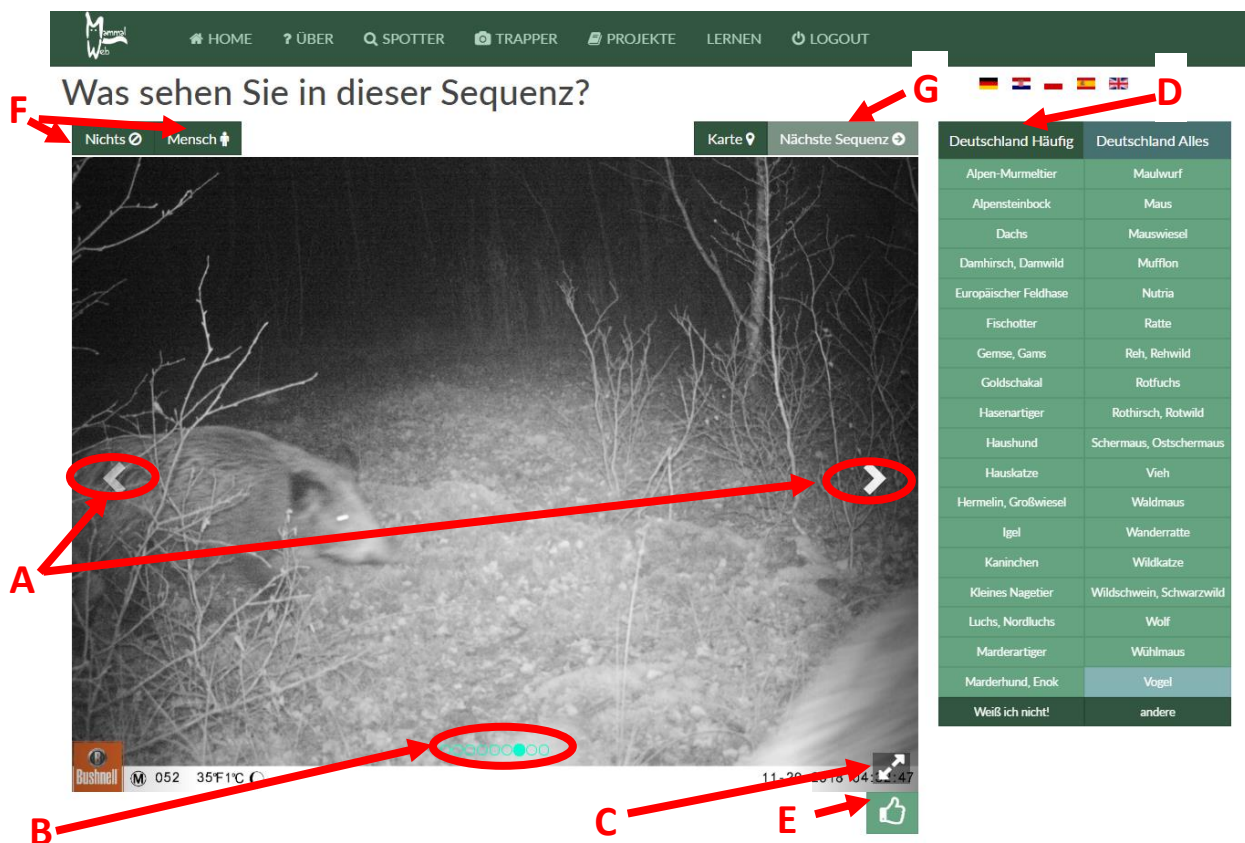 Mammal
Web
HOME ? ÜBER SPOTTER TRAPPER PROJEKTE LERNEN LOGOUT
Was sehen Sie in dieser Sequenz?
G
D
F
Nichts Mensch Karte Nächste Sequenz
Deutschland Häufig Deutschland Alles
Alpen-Murmeltier Maulwurf
Alpensteinbock Maus
Dachs Mauswiesel
Damhirsch, Damwild Mufflon
Europäischer Feldhase Nutria
Fischotter Ratte
Gemse, Gams Reh, Rehwild
Goldschakal Rotfuchs
Hasenartiger Rothirsch, Rotwild
Haushund Schermaus, Ostschermaus
Hauskatze Vieh
Hermelin, Großwiesel Waldmaus
Igel Wanderratte
Kaninchen Wildkatze
Kleines Nagetier Wildschwein, Schwarzwild
Luchs, Nordluchs Wolf
Marderartiger Wühlmaus
Marderhund, Enok Vogel
Weiß ich nicht! andere
A
Bushnell M 052 35°F1°C
B
C
E